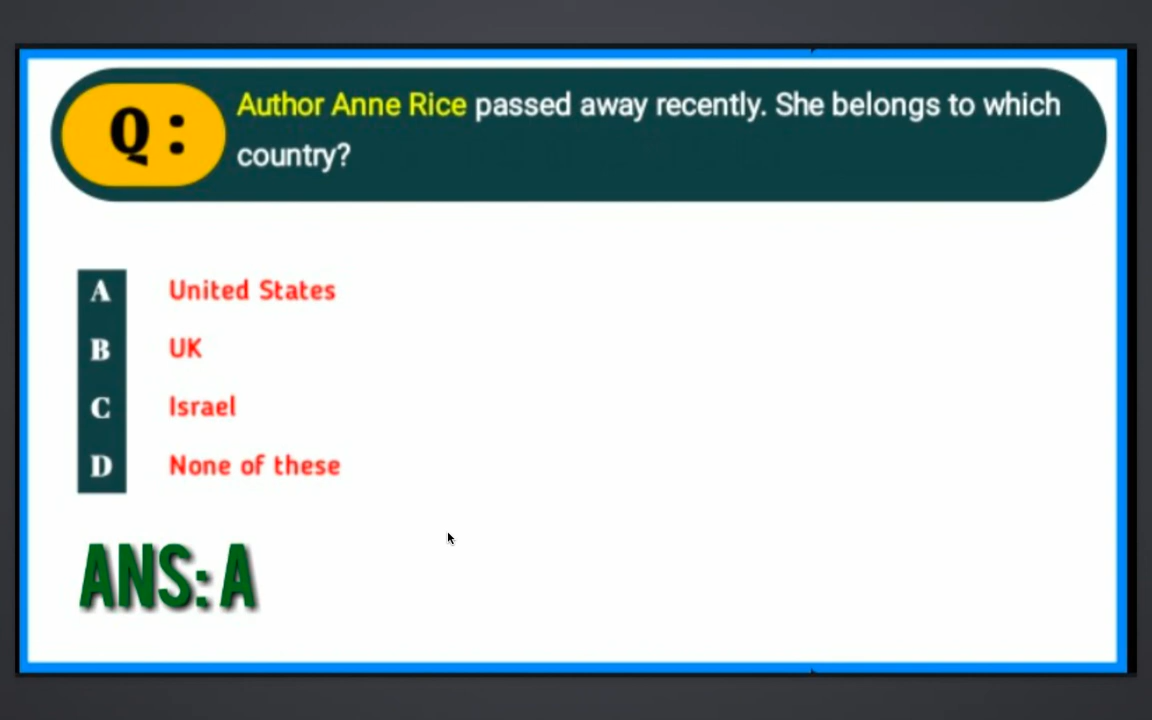 Q : Author Anne Rice passed away recently. She belongs to which
country?
A United States
B UK
C Israel
D None of these
ANS: A